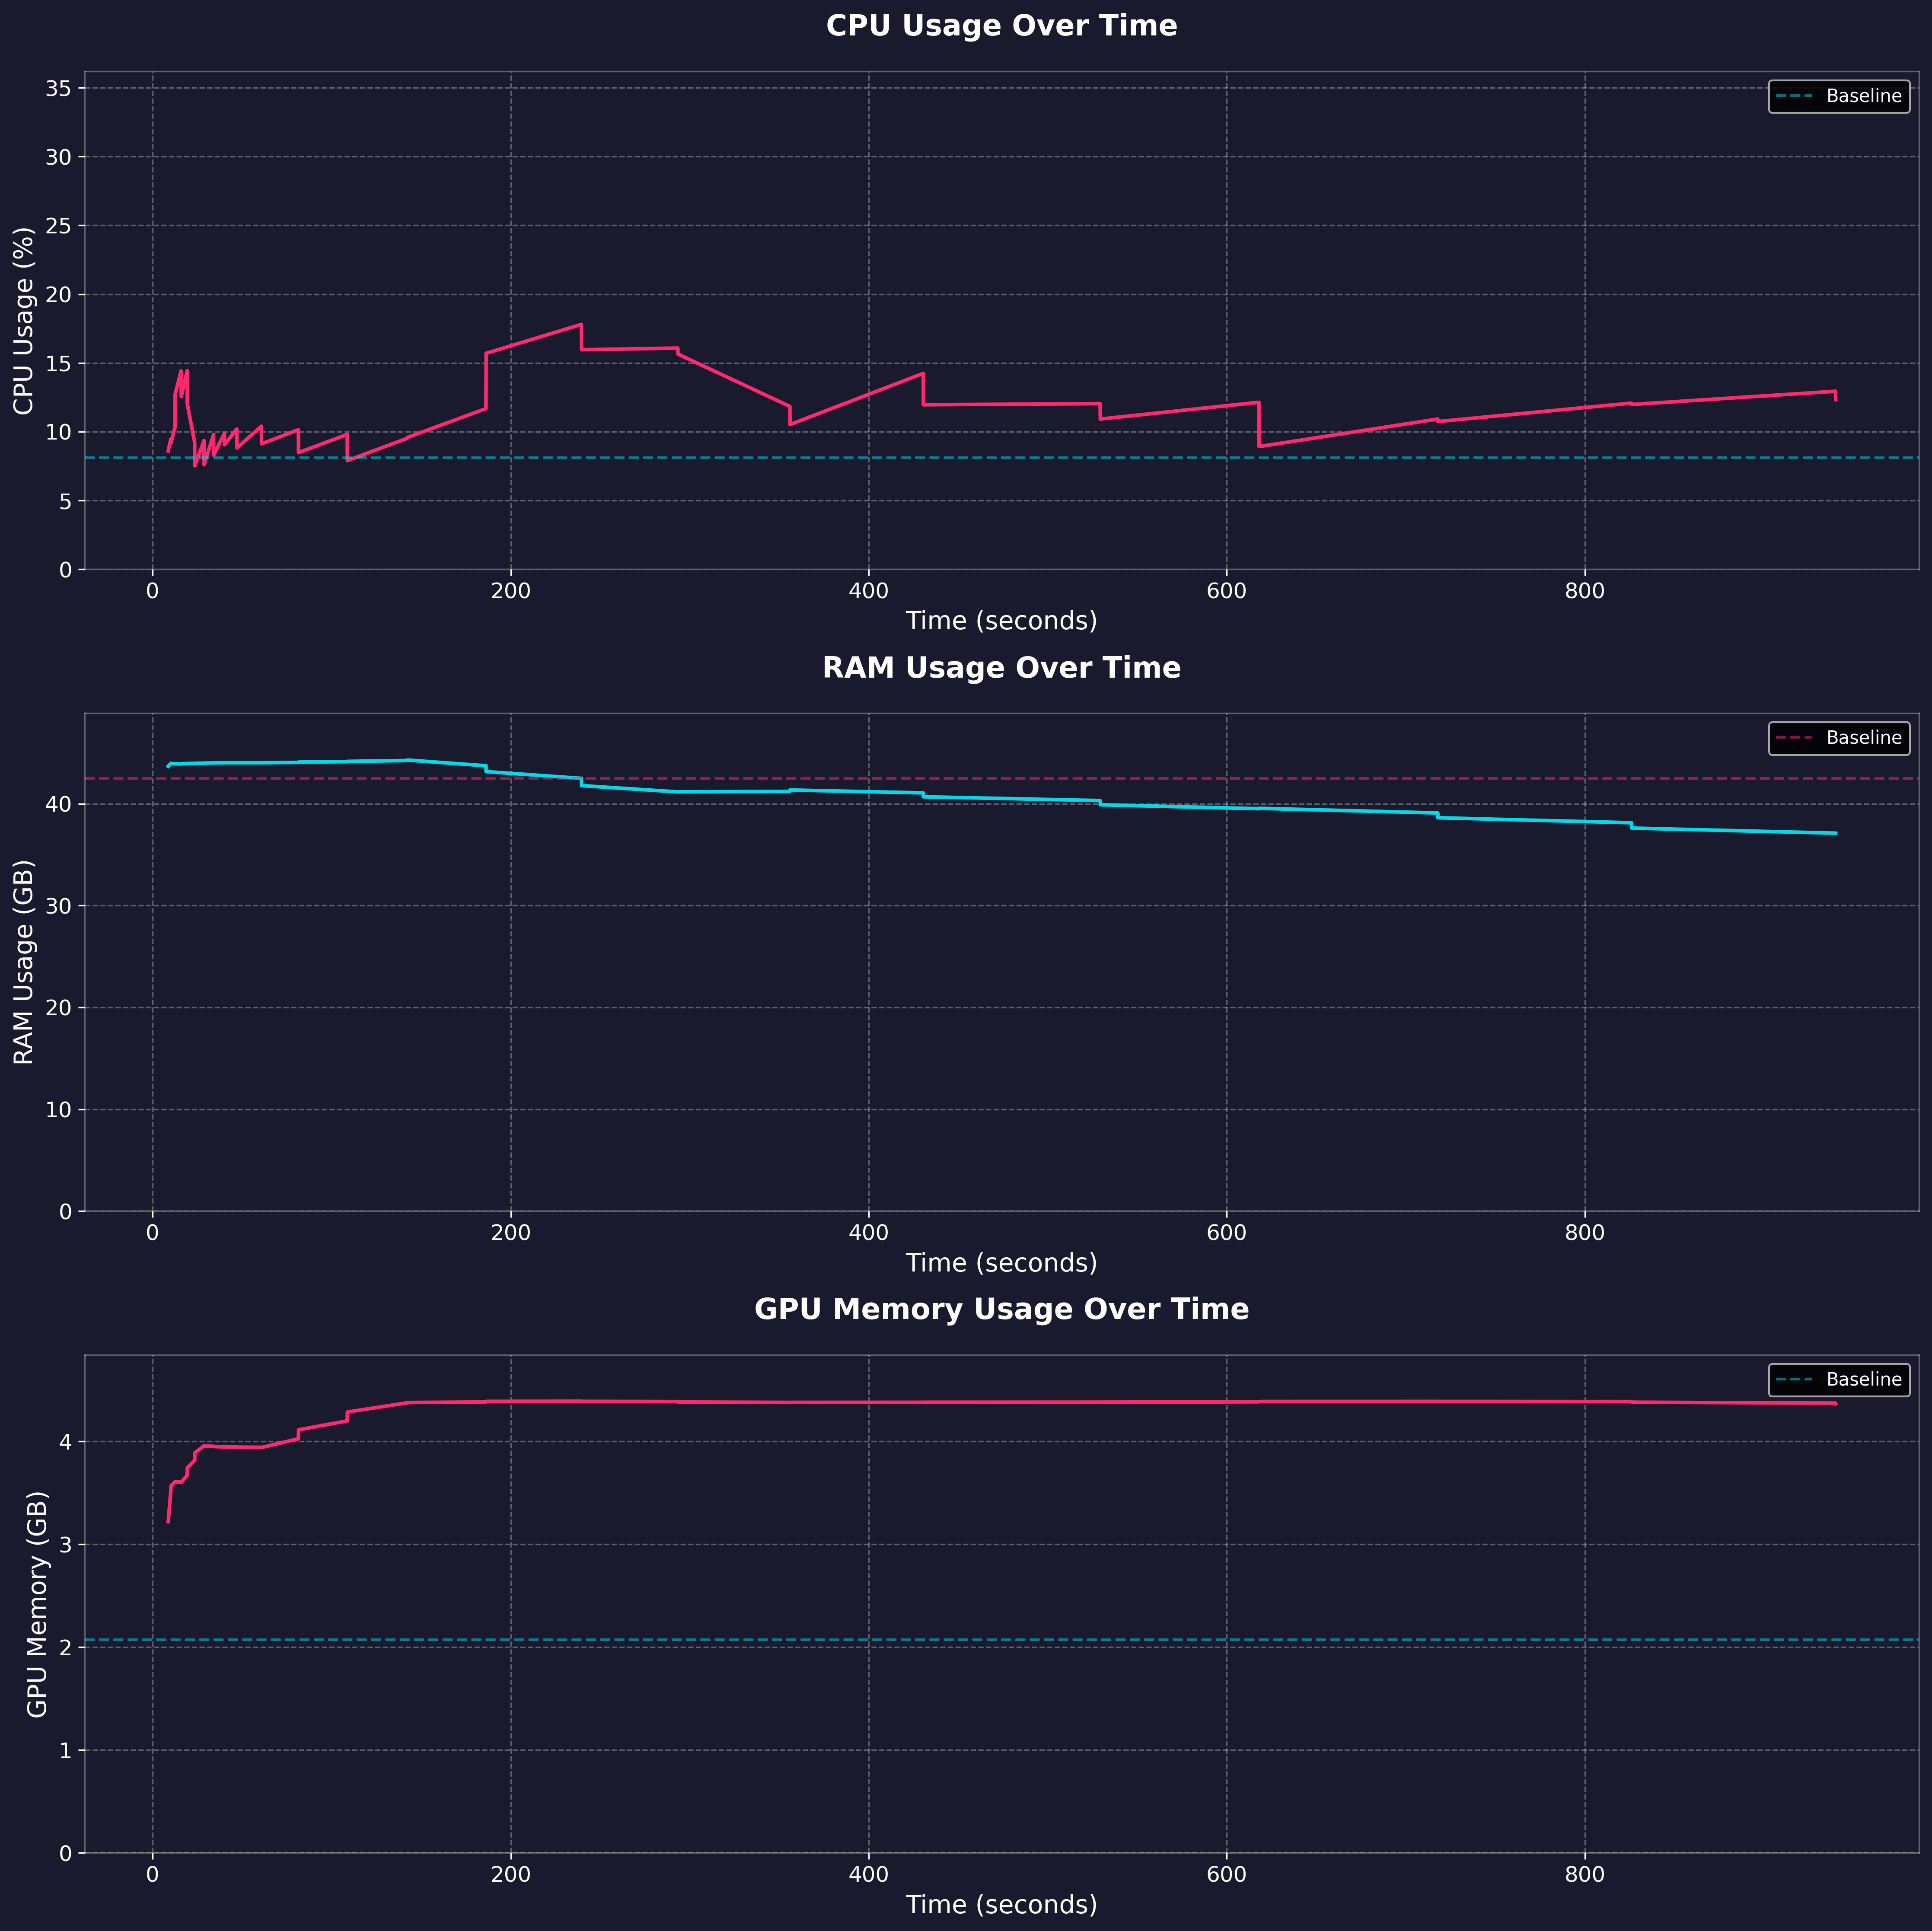 CPU Usage Over Time
35
30
25
20
15
10
5
0
CPU Usage (%)
Baseline
0 200 400 600 800
Time (seconds)
RAM Usage Over Time
40
30
20
10
0
RAM Usage (GB)
Baseline
0 200 400 600 800
Time (seconds)
GPU Memory Usage Over Time
4
3
2
1
0
GPU Memory (GB)
Baseline
0 200 400 600 800
Time (seconds)